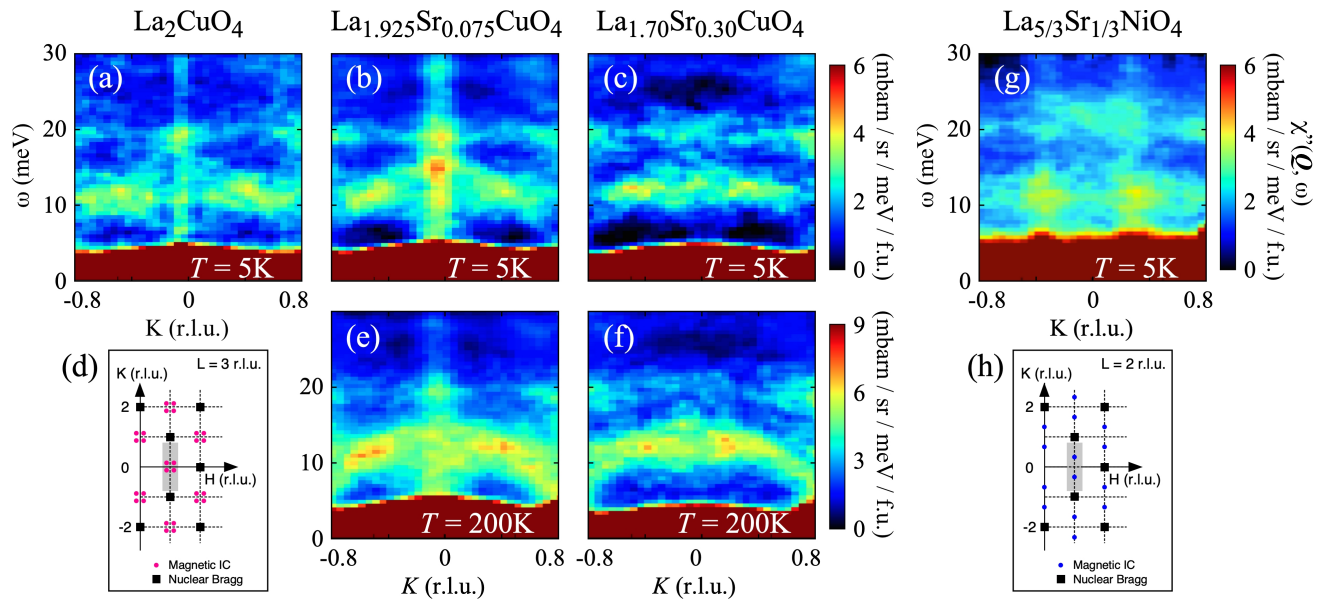 La2CuO4
La1.925Sr0.075CuO4
La1.70Sr0.30CuO4
La5/3Sr1/3NiO4
(a)
(b)
(c)
(g)
30
20
10
0
ω (meV)
T = 5K
T = 5K
T = 5K
-0.8
0
0.8
K (r.l.u.)
6
4
2
0
(mbarn / sr / meV / f.u.)
30
20
10
0
ω (meV)
T = 5K
-0.8
0
0.8
K (r.l.u.)
6
4
2
0
(mbarn / sr / meV / f.u.)
χ’’(Q, ω)
(d)
L = 3 r.l.u.
K (r.l.u.)
2
0
-2
H (r.l.u.)
Magnetic IC
Nuclear Bragg
(e)
(f)
20
10
0
T = 200K
T = 200K
-0.8
0
0.8
-0.8
0
0.8
K (r.l.u.)
K (r.l.u.)
9
6
3
0
(mbarn / sr / meV / f.u.)
(h)
L = 2 r.l.u.
K (r.l.u.)
2
0
-2
H (r.l.u.)
Magnetic IC
Nuclear Bragg